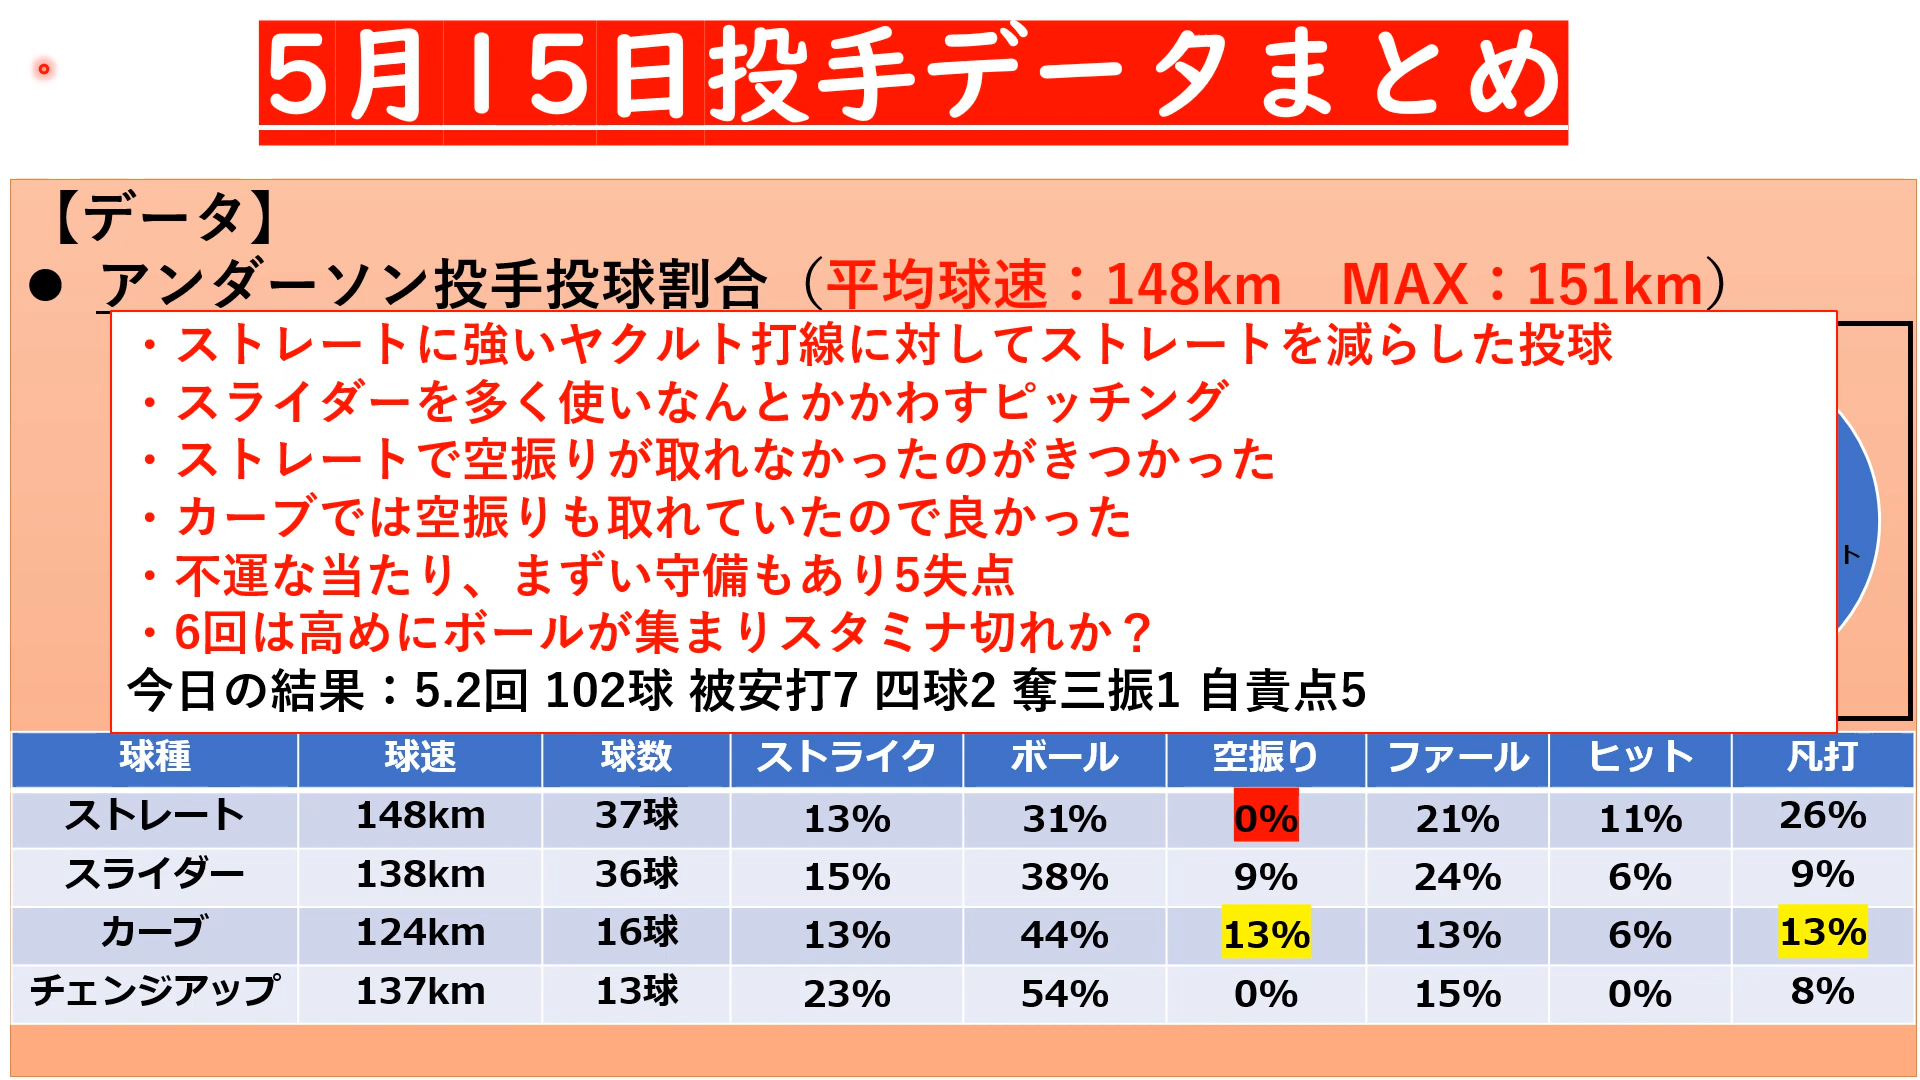 5月15日投手データまとめ
【データ】
● アンダーソン投手投球割合（平均球速：148km　MAX：151km）
・ストレートに強いヤクルト打線に対してストレートを減らした投球
・スライダーを多く使いなんとかかわすピッチング
・ストレートで空振りが取れなかったのがきつかった
・カーブでは空振りも取れていたので良かった
・不運な当たり、まずい守備もあり5失点
・6回は高めにボールが集まりスタミナ切れか？
今日の結果：5.2回 102球 被安打7 四球2 奪三振1 自責点5
ト
球種 球速 球数 ストライク ボール 空振り ファール ヒット 凡打
ストレート 148km 37球 13% 31% 0% 21% 11% 26%
スライダー 138km 36球 15% 38% 9% 24% 6% 9%
カーブ 124km 16球 13% 44% 13% 13% 6% 13%
チェンジアップ 137km 13球 23% 54% 0% 15% 0% 8%